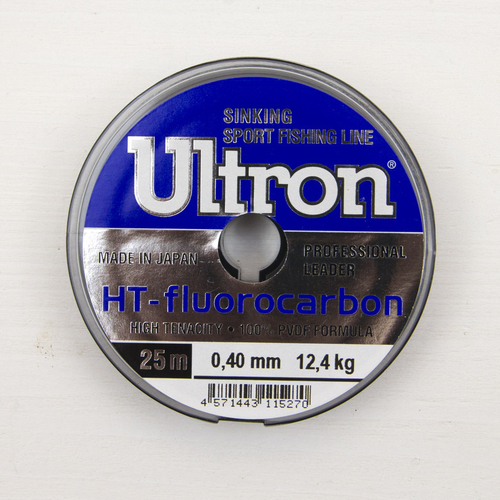 SINKING
SPORT FISHING LINE
Ultron®
MADE IN JAPAN
PROFESSIONAL
LEADER
HT-fluorocarbon
HIGH TENACITY • 100% PVDF FORMULA
25 m 0,40 mm 12,4 kg
4 571443 115270